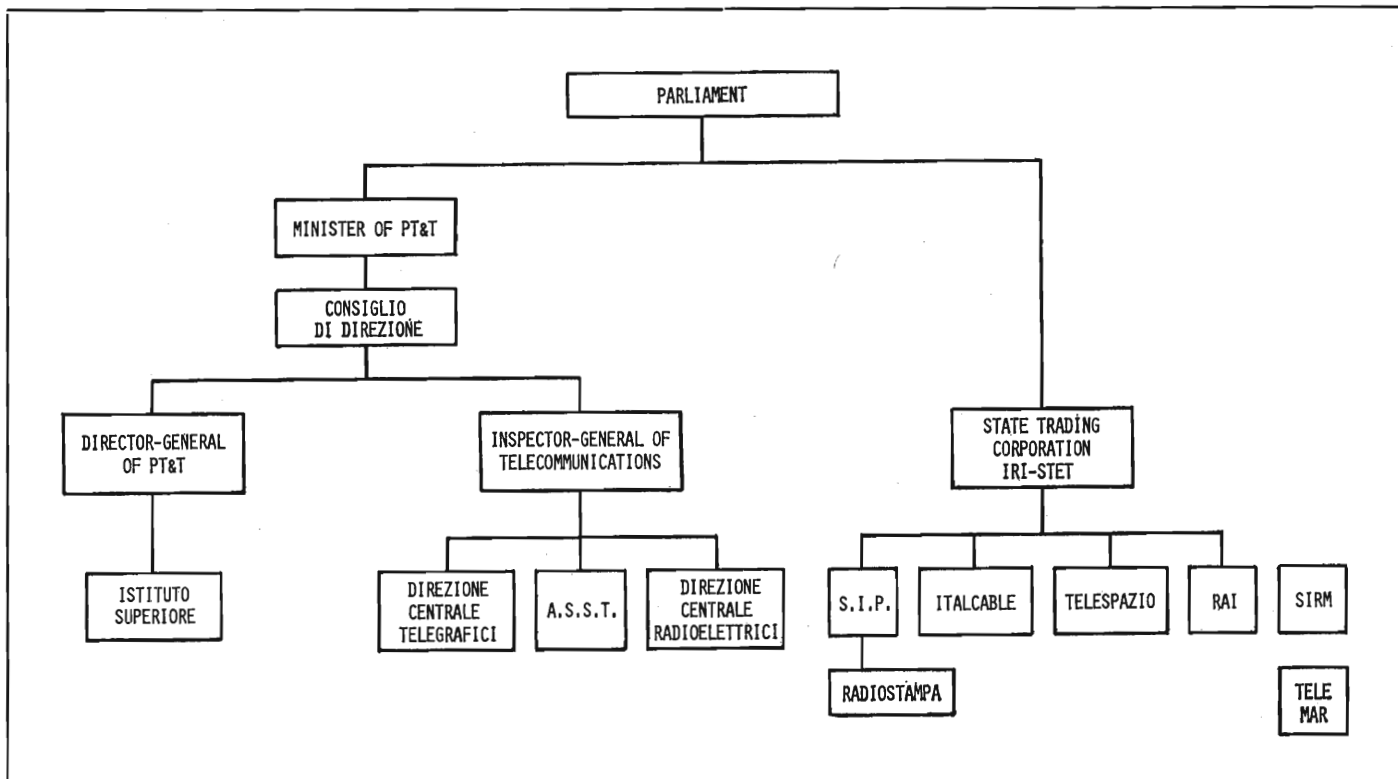 PARLIAMENT
MINISTER OF PT&T
CONSIGLIO
DI DIREZIONE
DIRECTOR-GENERAL
OF PT&T
INSPECTOR-GENERAL OF
TELECOMMUNICATIONS
STATE TRADING
CORPORATION
IRI-STET
ISTITUTO
SUPERIORE
DIREZIONE
CENTRALE
TELEGRAFICI
A.S.S.T.
DIREZIONE
CENTRALE
RADIOELETTRICI
S.I.P.
ITALCABLE
TELESPAZIO
RAI
SIRM
RADIOSTAMPA
TELE
MAR